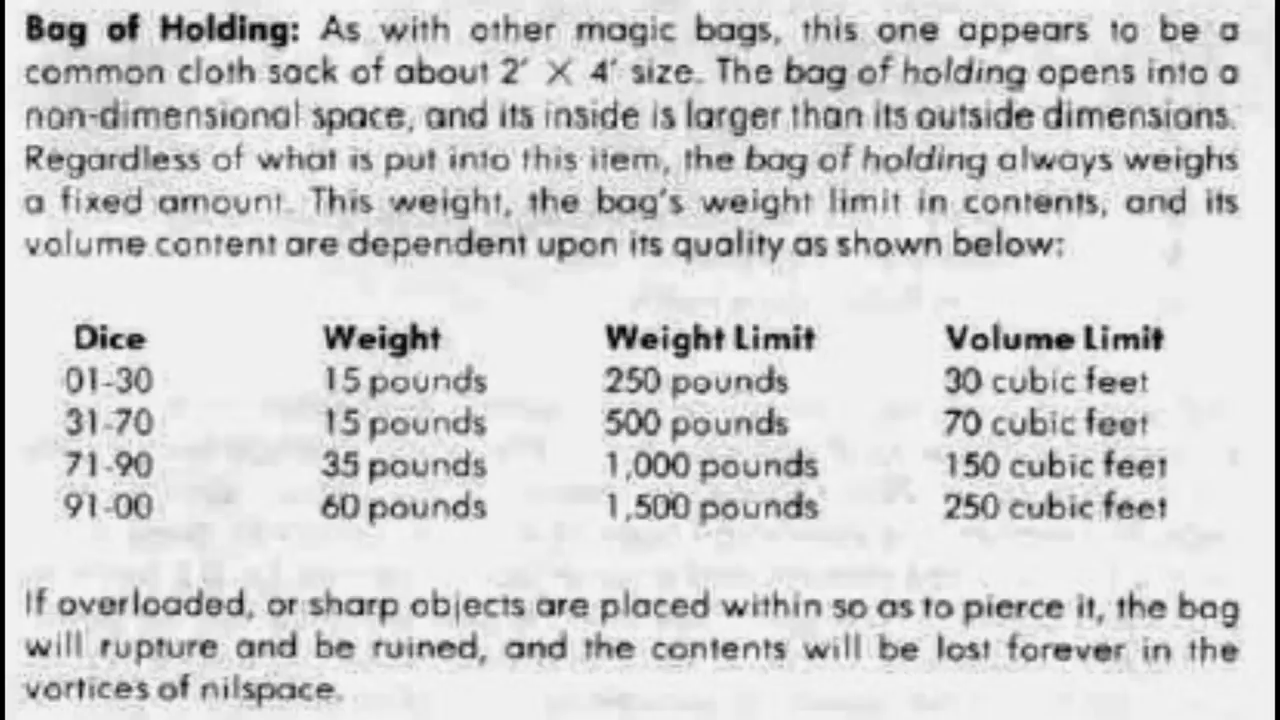 Bag of Holding: As with other magic bags, this one appears to be a
common cloth sack of about 2' X 4' size. The bag of holding opens into a
non-dimensional space, and its inside is larger than its outside dimensions.
Regardless of what is put into this item, the bag of holding always weighs
a fixed amount. This weight, the bag's weight limit in contents, and its
volume content are dependent upon its quality as shown below:
Dice Weight Weight Limit Volume Limit
01-30 15 pounds 250 pounds 30 cubic feet
31-70 15 pounds 500 pounds 70 cubic feet
71-90 35 pounds 1,000 pounds 150 cubic feet
91-00 60 pounds 1,500 pounds 250 cubic feet
If overloaded, or sharp objects are placed within so as to pierce it, the bag
will rupture and be ruined, and the contents will be lost forever in the
vortices of nilspace.